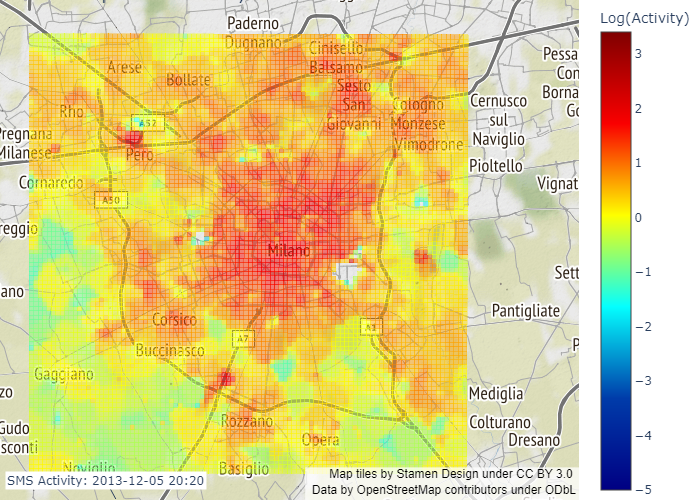 Log(Activity)
Paderno
Dugnano
Cinisello
Balsamo
Arese
Bollate
Sesto
San
Giovanni
Cologno
Monzese
Vimodrone
Cernusco
sul
Naviglio
Pioltello
Pessa
Con
Borna
Go
Rho
A52
Pero
Pregnana
Milanese
Cornaredo
A50
Vignat
reggio
Milano
Sett
ano
Pantigliate
Corsico
A7
Buccinasco
Gaggiano
Mediglia
Colturano
Dresano
zo
Gudo
sconti
Rozzano
Opera
Basiglio
Noviglio
SMS Activity: 2013-12-05 20:20
Map tiles by Stamen Design under CC BY 3.0
Data by OpenStreetMap contributors under ODbL
3
2
1
0
−1
−2
−3
−4
−5